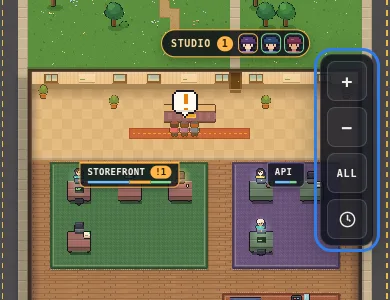 STUDIO 1
+
−
ALL
STOREFRONT !1
API
!